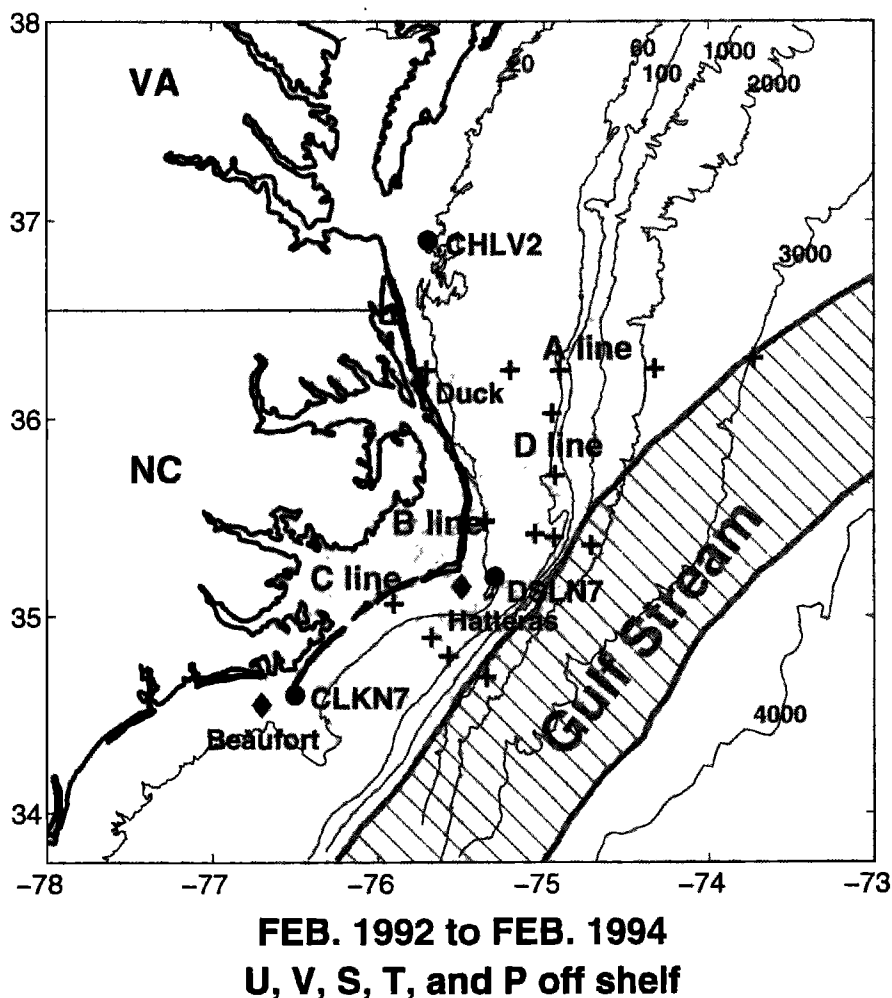 38
VA
20
60
100
1000
2000
37
CHLV2
3000
A line
Duck
36
D line
NC
B line
C line
DSLN7
35
Hatteras
Gulf Stream
CLKN7
Beaufort
4000
34
−78
−77
−76
−75
−74
−73
FEB. 1992 to FEB. 1994
U, V, S, T, and P off shelf